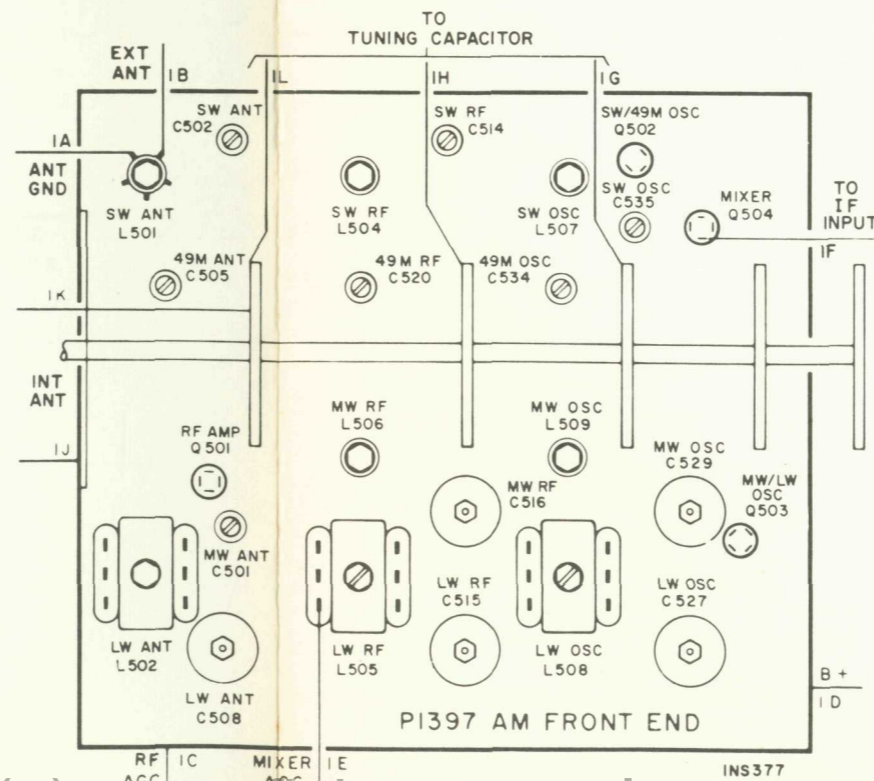 TO
TUNING CAPACITOR
EXT
ANT
1B
1L
1H
1G
SW ANT
C502
SW RF
C514
SW/49M OSC
Q502
1A
ANT
GND
SW ANT
L501
SW RF
L504
SW OSC
L507
SW OSC
C535
MIXER
Q504
TO
IF
INPUT
1F
49M ANT
C505
49M RF
C520
49M OSC
C534
1K
INT
ANT
1J
RF AMP
Q501
MW RF
L506
MW OSC
L509
MW OSC
C529
MW RF
C516
MW/LW
OSC
Q503
MW ANT
C501
LW RF
C515
LW OSC
C527
LW ANT
L502
LW RF
L505
LW OSC
L508
LW ANT
C508
B +
1D
P1397 AM FRONT END
RF
AGC
1C
MIXER
AGC
1E
INS377